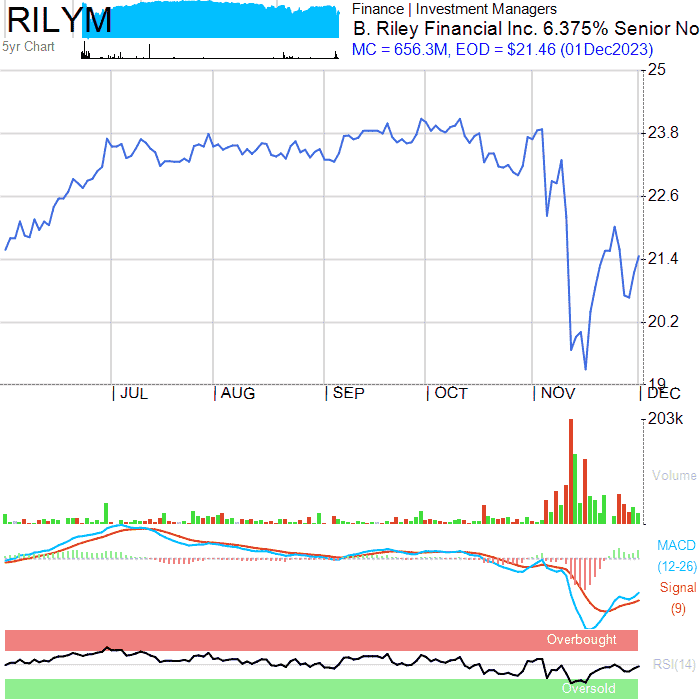 RILYM
Finance | Investment Managers
B. Riley Financial Inc. 6.375% Senior No
5yr Chart
MC = 656.3M, EOD = $21.46 (01Dec2023)
25
23.8
22.6
21.4
20.2
19
JUL AUG SEP OCT NOV DEC
203k
Volume
MACD
(12-26)
Signal
(9)
Overbought
RSI(14)
Oversold